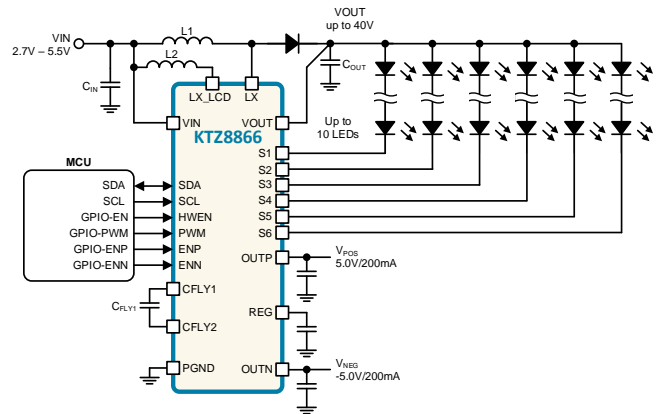 VOUT
up to 40V
VIN
2.7V – 5.5V
L1
L2
CIN
COUT
LX_LCD
LX
VIN
VOUT
KTZ8866
Up to
10 LEDs
S1
S2
S3
S4
S5
S6
MCU
SDA
SCL
GPIO-EN
GPIO-PWM
GPIO-ENP
GPIO-ENN
SDA
SCL
HWEN
PWM
ENP
ENN
OUTP
VPOS
5.0V/200mA
CFLY1
CFLY1
CFLY2
REG
PGND
OUTN
VNEG
-5.0V/200mA